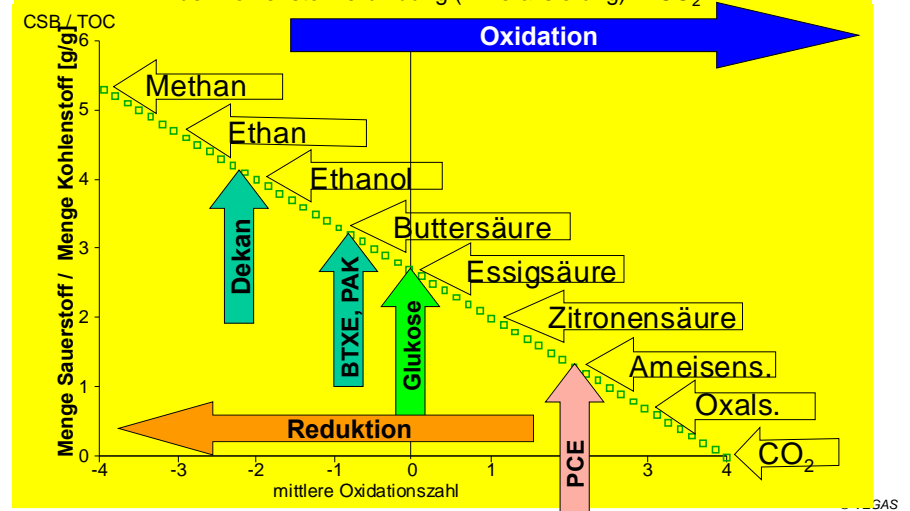 CSB / TOC
Oxidation
Menge Sauerstoff / Menge Kohlenstoff [g/g]
6
Methan
5
Ethan
4
Ethanol
Dekan
Buttersäure
3
BTXE, PAK
Essigsäure
Glukose
2
Zitronensäure
1
Ameisens.
Oxals.
Reduktion
PCE
0
CO2
-4 -3 -2 -1 0 1 3 4
mittlere Oxidationszahl